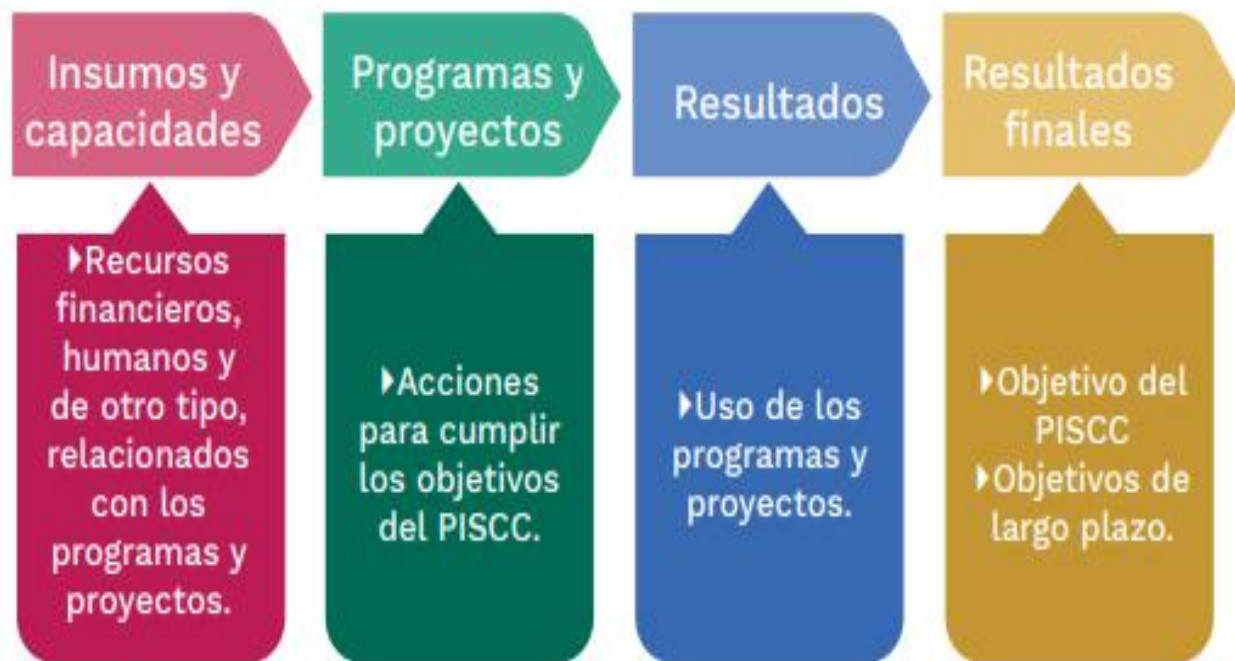 Insumos y
capacidades
Programas y
proyectos
Resultados
Resultados
finales
▶Recursos
financieros,
humanos y
de otro tipo,
relacionados
con los
programas y
proyectos.
▶Acciones
para cumplir
los objetivos
del PISCC.
▶Uso de los
programas y
proyectos.
▶Objetivo del
PISCC
▶Objetivos de
largo plazo.